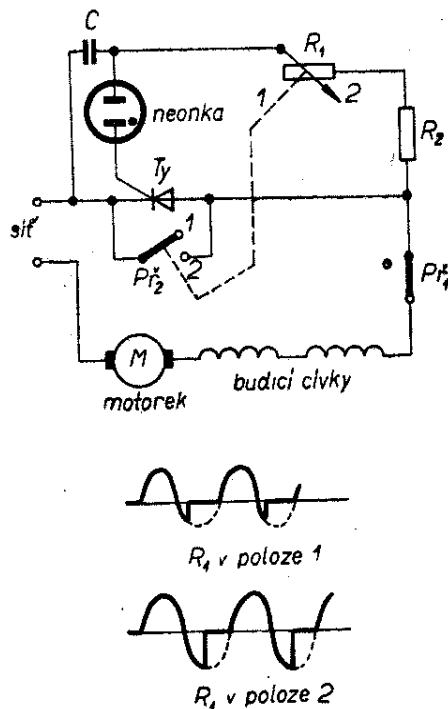 C
R₁
neonka
1
2
R₂
Ty
síť
1
2
Př₂
Př₁
M
motorek
budicí cívky
R₁ v poloze 1
R₁ v poloze 2